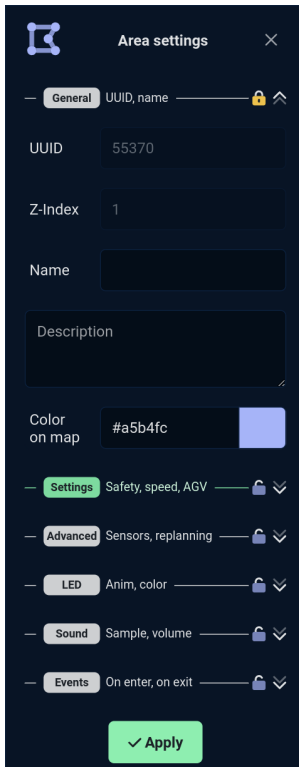 Area settings
General UUID, name
UUID 55370
Z-Index 1
Name
Description
Color
on map
#a5b4fc
Settings Safety, speed, AGV
Advanced Sensors, replanning
LED Anim, color
Sound Sample, volume
Events On enter, on exit
Apply